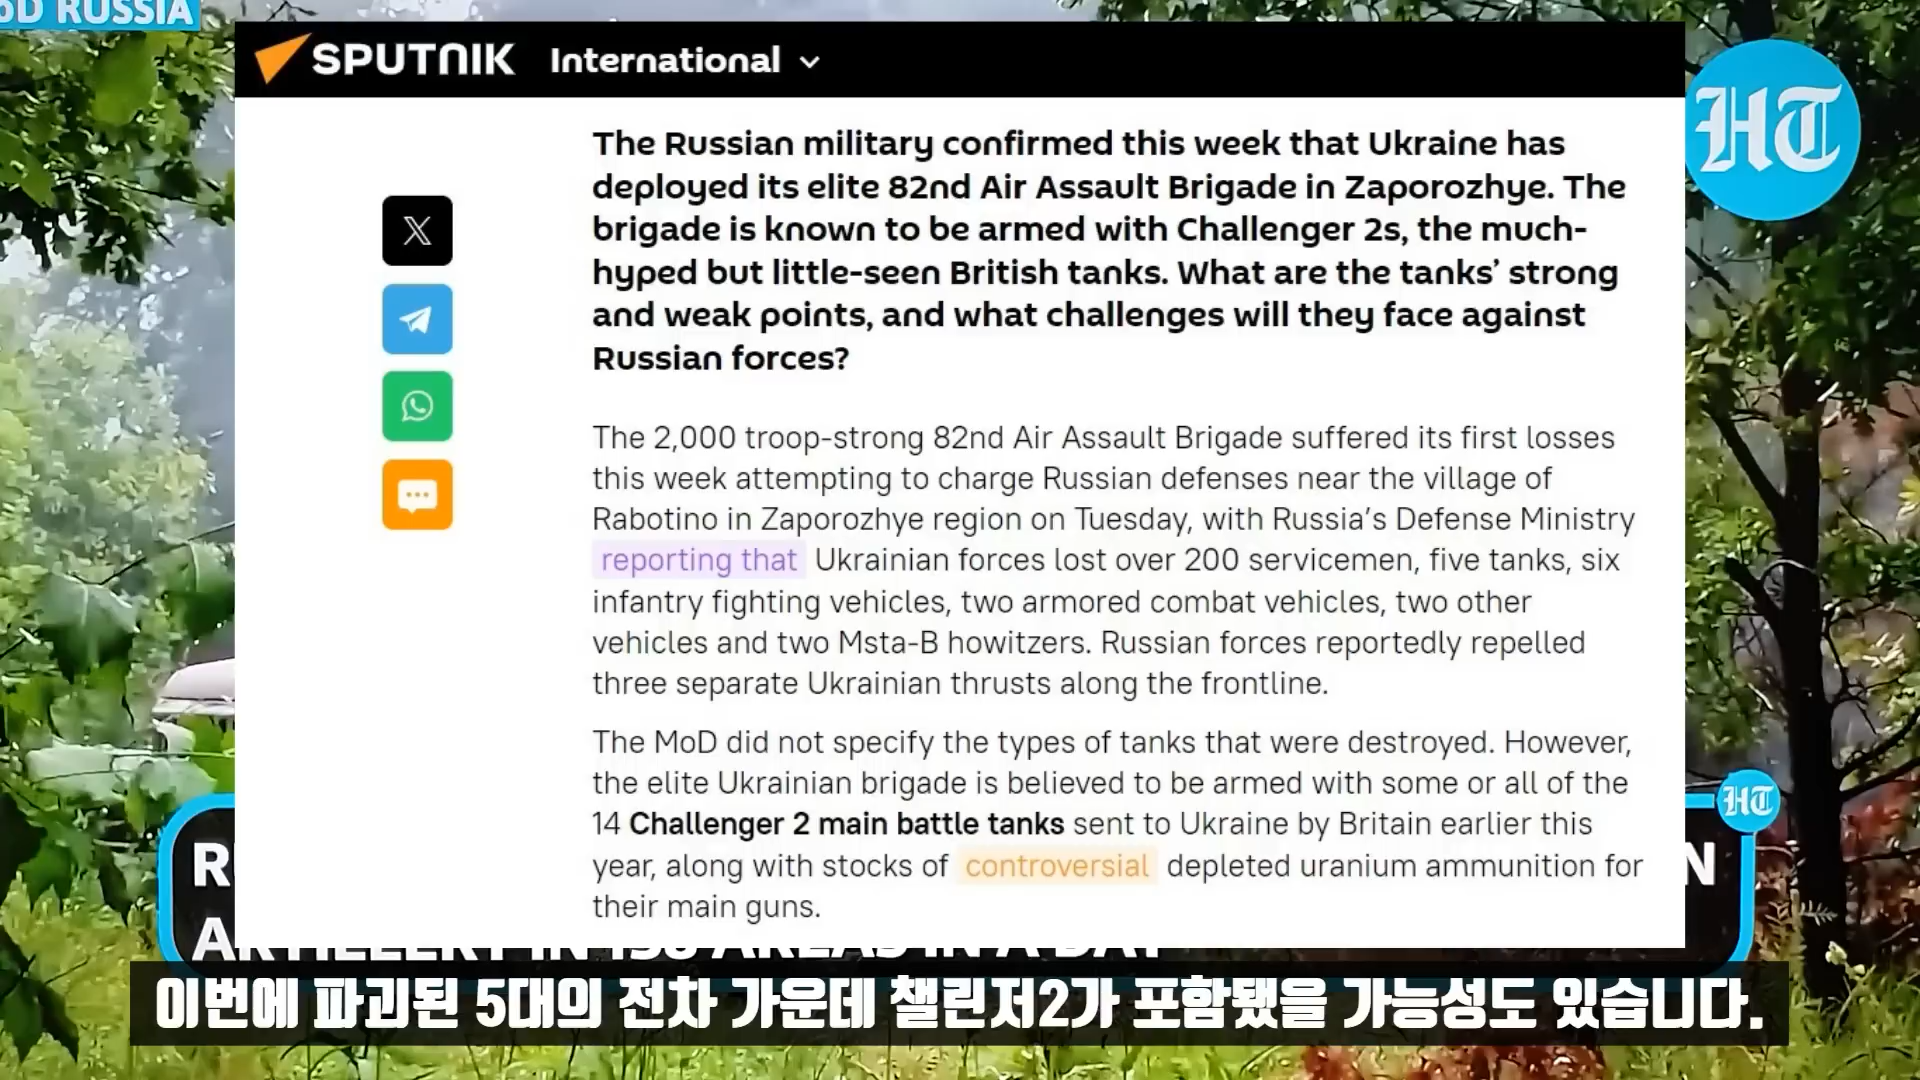 OD RUSSIA
SPUTNIK International
HT
The Russian military confirmed this week that Ukraine has
deployed its elite 82nd Air Assault Brigade in Zaporozhye. The
brigade is known to be armed with Challenger 2s, the much-
hyped but little-seen British tanks. What are the tanks’ strong
and weak points, and what challenges will they face against
Russian forces?
The 2,000 troop-strong 82nd Air Assault Brigade suffered its first losses
this week attempting to charge Russian defenses near the village of
Rabotino in Zaporozhye region on Tuesday, with Russia’s Defense Ministry
reporting that Ukrainian forces lost over 200 servicemen, five tanks, six
infantry fighting vehicles, two armored combat vehicles, two other
vehicles and two Msta-B howitzers. Russian forces reportedly repelled
three separate Ukrainian thrusts along the frontline.
The MoD did not specify the types of tanks that were destroyed. However,
the elite Ukrainian brigade is believed to be armed with some or all of the
14 Challenger 2 main battle tanks sent to Ukraine by Britain earlier this
year, along with stocks of controversial depleted uranium ammunition for
their main guns.
HT
R
N
이번에 파괴된 5대의 전차 가운데 챌린저2가 포함됐을 가능성도 있습니다.